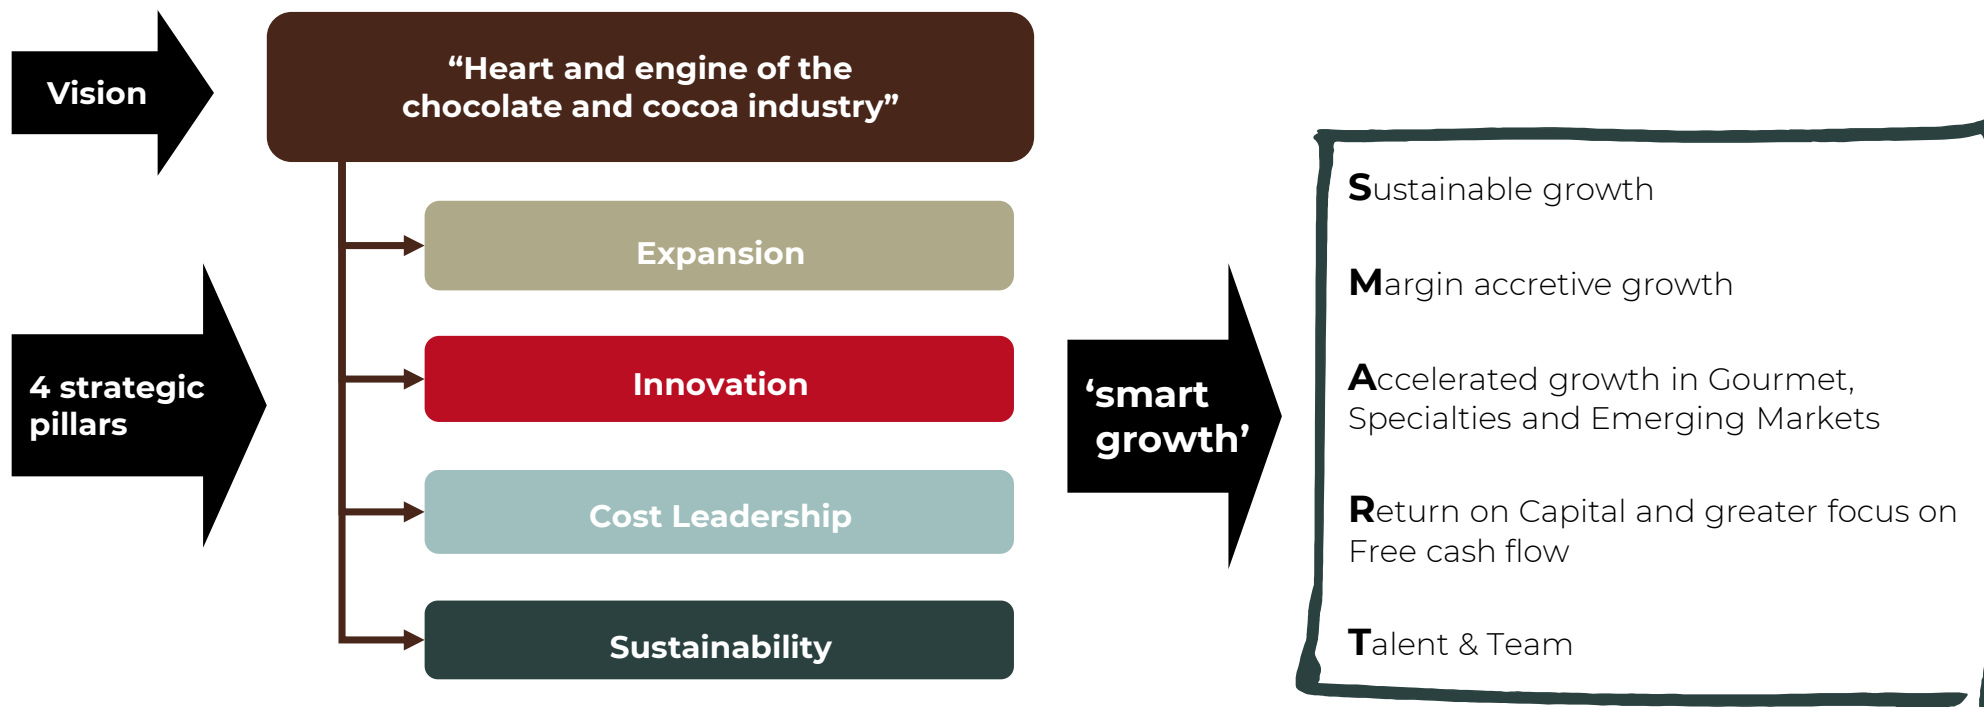 Vision
“Heart and engine of the
chocolate and cocoa industry”
4 strategic
pillars
Expansion
Innovation
Cost Leadership
Sustainability
‘smart
growth’
Sustainable growth
Margin accretive growth
Accelerated growth in Gourmet,
Specialties and Emerging Markets
Return on Capital and greater focus on
Free cash flow
Talent & Team